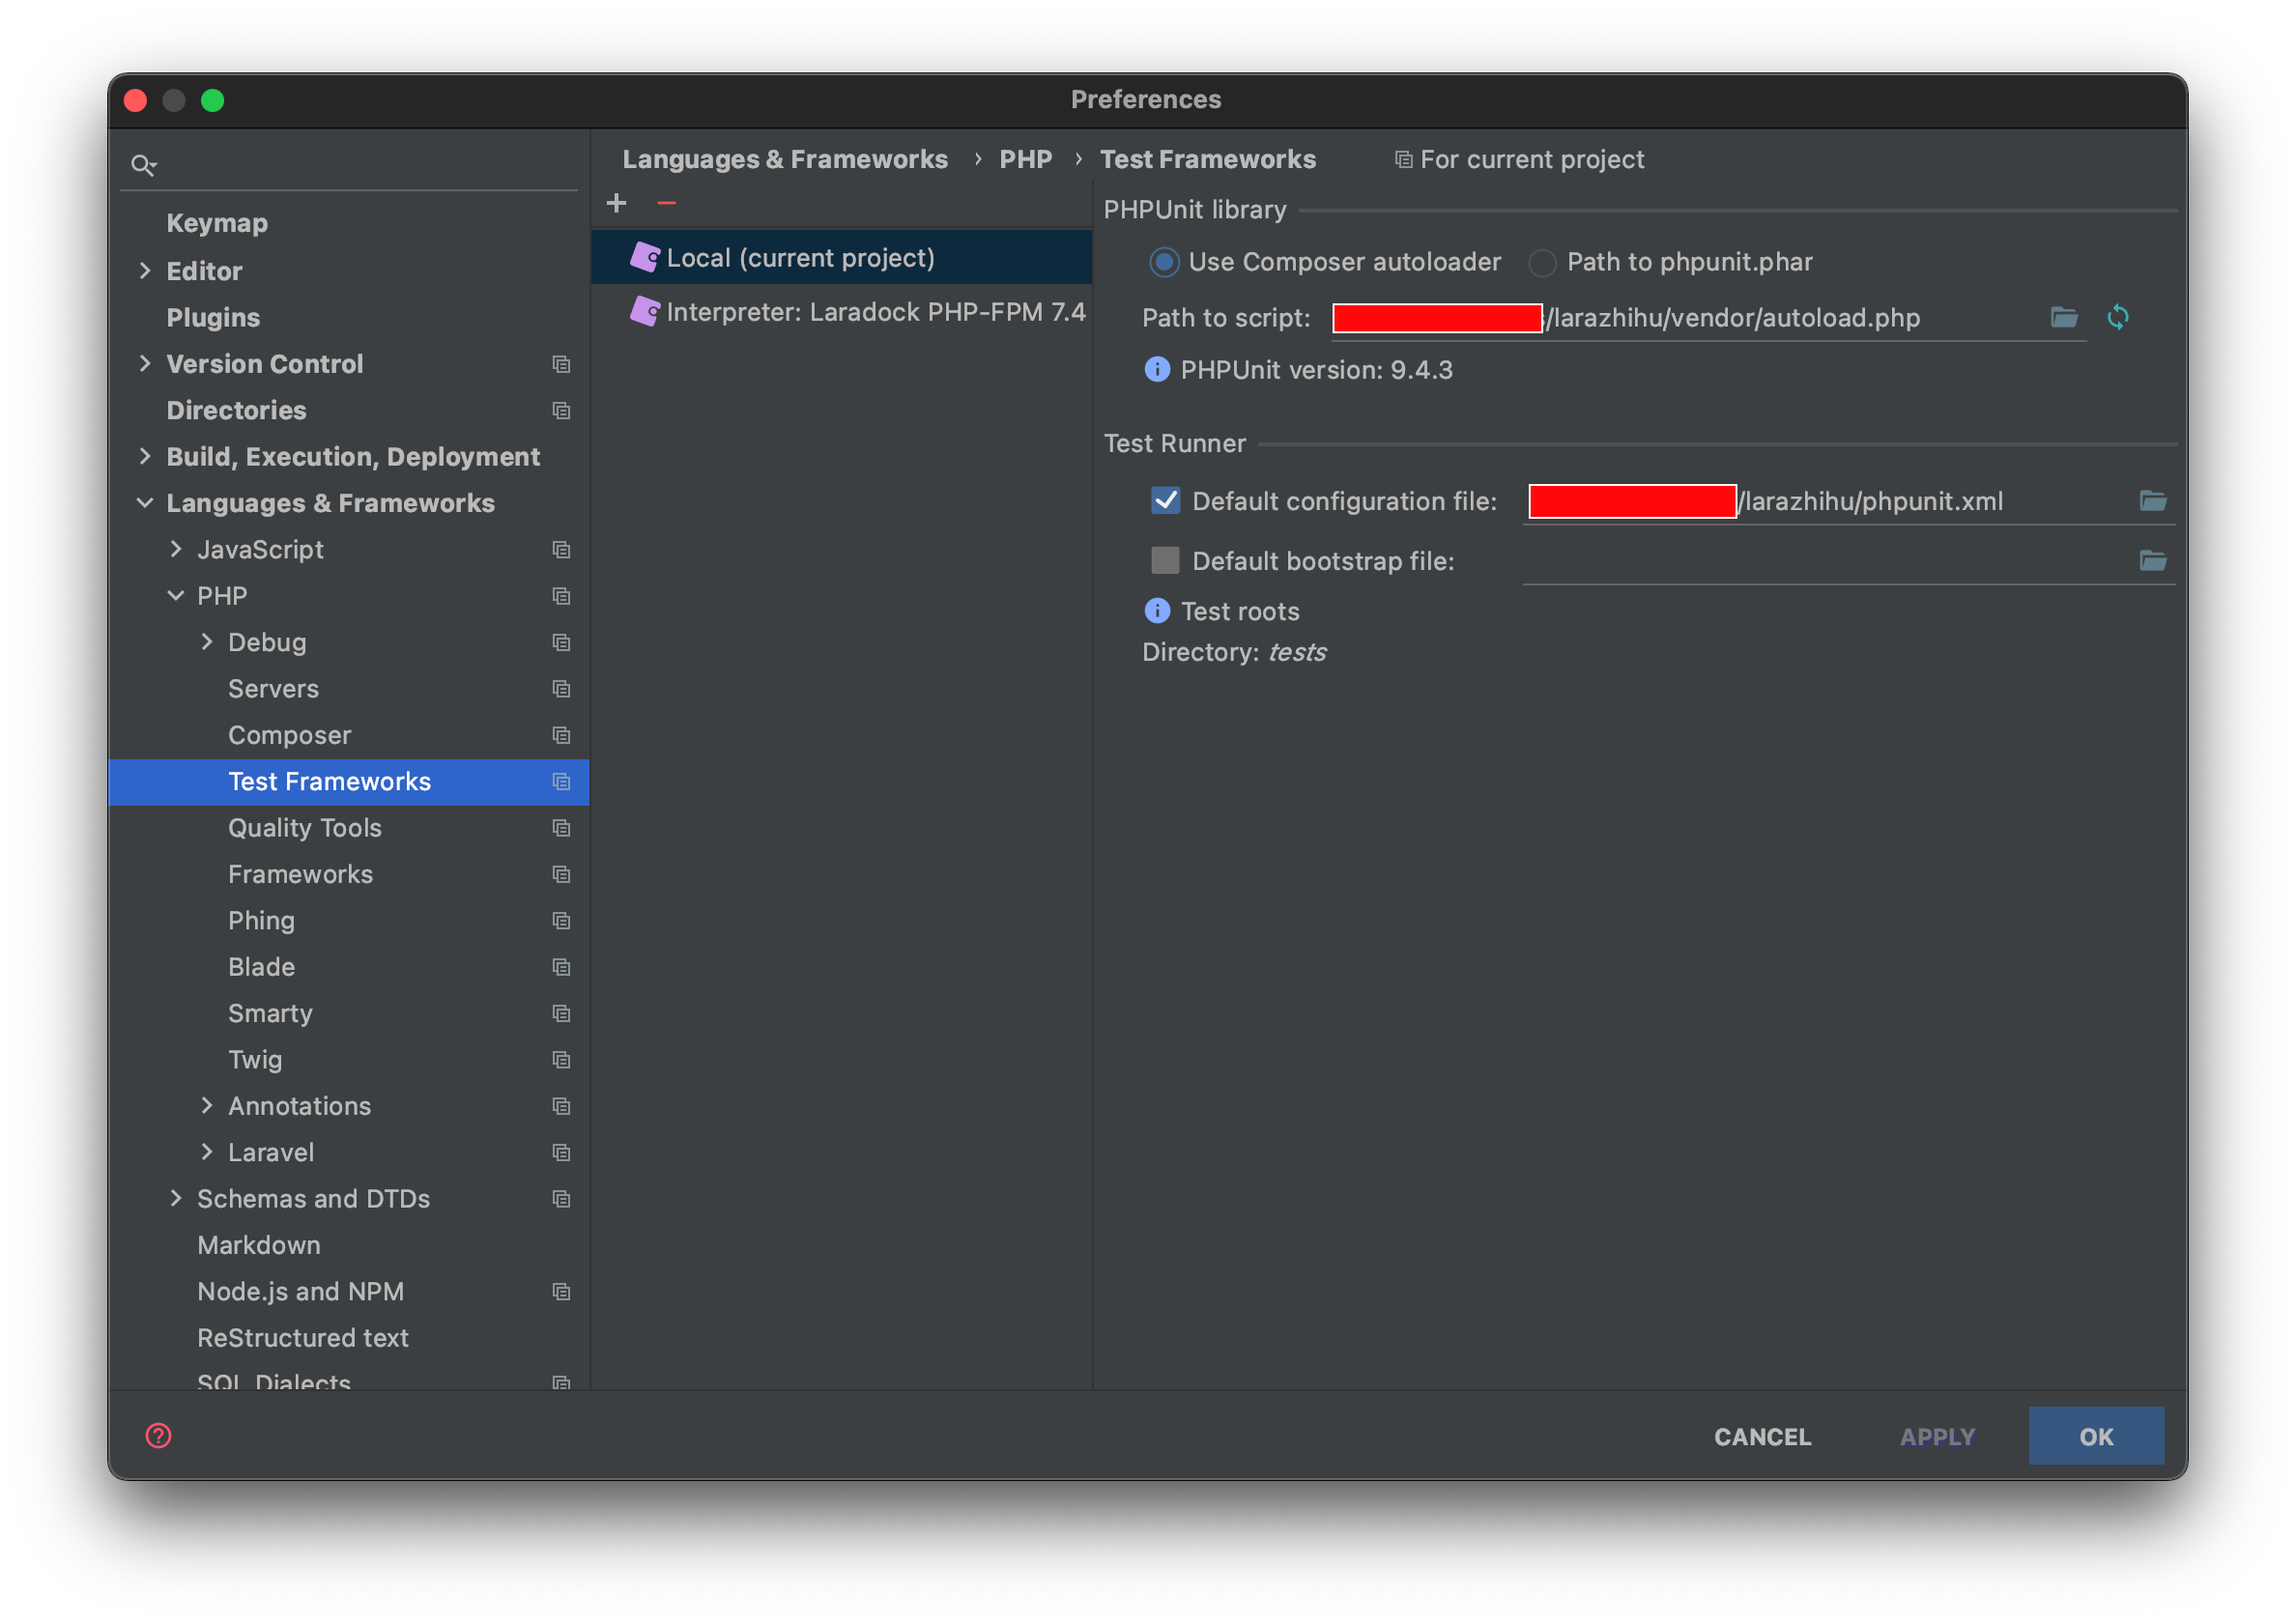 Preferences
Keymap
Editor
Plugins
Version Control
Directories
Build, Execution, Deployment
Languages & Frameworks
JavaScript
PHP
Debug
Servers
Composer
Test Frameworks
Quality Tools
Frameworks
Phing
Blade
Smarty
Twig
Annotations
Laravel
Schemas and DTDs
Markdown
Node.js and NPM
ReStructured text
SQL Dialects
Languages & Frameworks › PHP › Test Frameworks For current project
Local (current project)
Interpreter: Laradock PHP-FPM 7.4
PHPUnit library
Use Composer autoloader Path to phpunit.phar
Path to script: /larazhihu/vendor/autoload.php
PHPUnit version: 9.4.3
Test Runner
Default configuration file: /larazhihu/phpunit.xml
Default bootstrap file:
Test roots
Directory: tests
CANCEL APPLY OK